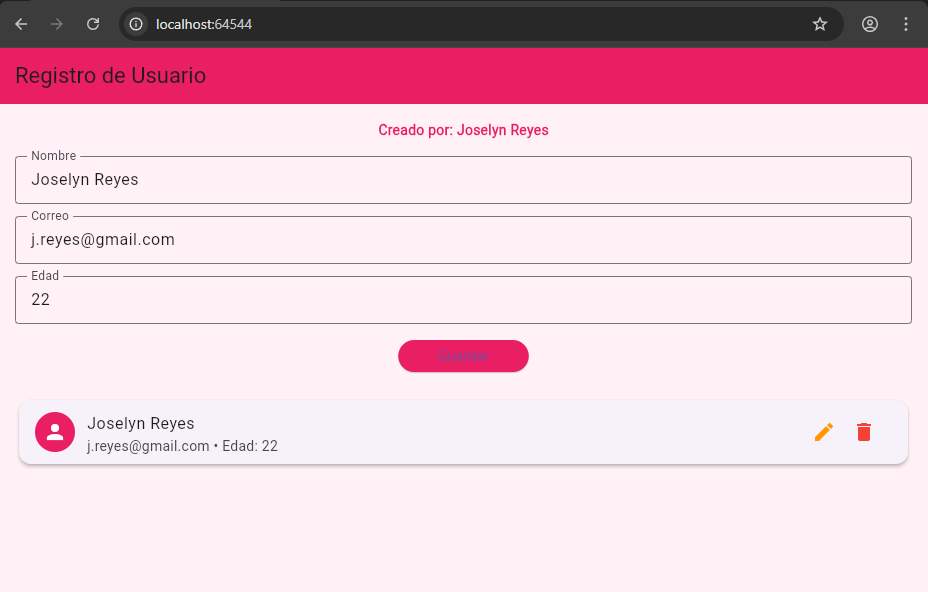 localhost:64544
Registro de Usuario
Creado por: Joselyn Reyes
Nombre
Joselyn Reyes
Correo
j.reyes@gmail.com
Edad
22
Guardar
Joselyn Reyes
j.reyes@gmail.com • Edad: 22